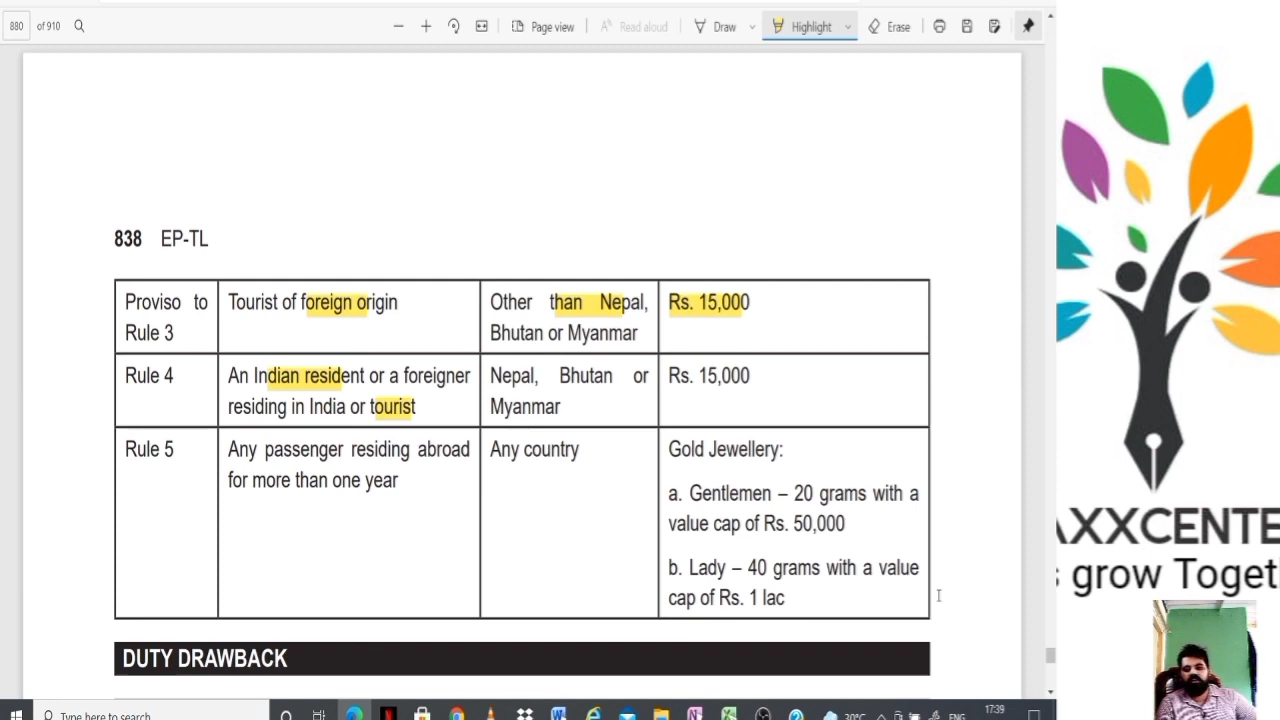 880 of 910
Page view
Read aloud
Draw
Highlight
Erase
838 EP-TL
Proviso to Rule 3
Tourist of foreign origin
Other than Nepal,
Bhutan or Myanmar
Rs. 15,000
Rule 4
An Indian resident or a foreigner
residing in India or tourist
Nepal, Bhutan or
Myanmar
Rs. 15,000
Rule 5
Any passenger residing abroad
for more than one year
Any country
Gold Jewellery:
a. Gentlemen – 20 grams with a
value cap of Rs. 50,000
b. Lady – 40 grams with a value
cap of Rs. 1 lac
DUTY DRAWBACK
AXXCENTE
s grow Togeth
Type here to search
30°C
ENG
17:39